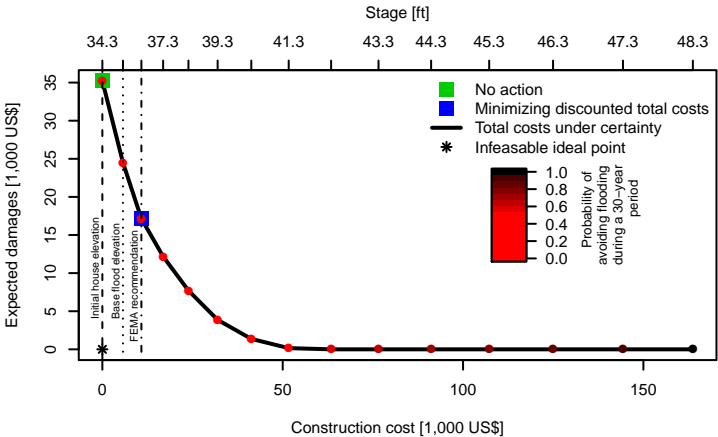 Stage [ft]
34.3 37.3 39.3 41.3 43.3 44.3 45.3 46.3 47.3 48.3
Expected damages [1,000 US$]
35
30
25
20
15
10
5
0
Initial house elevation
Base flood elevation
FEMA recommendation
No action
Minimizing discounted total costs
Total costs under certainty
Infeasable ideal point
1.0
0.8
0.6
0.4
0.2
0.0
Probability of
avoiding flooding
during a 30−year
period
0 50 100 150
Construction cost [1,000 US$]